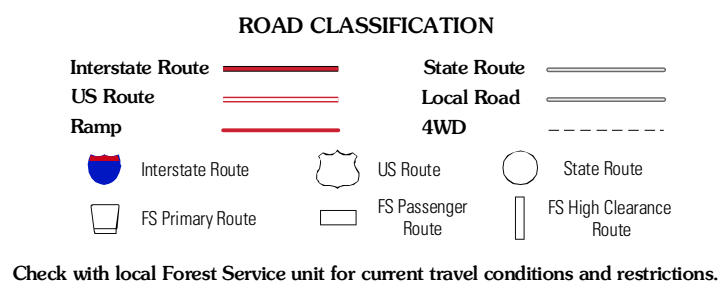 ROAD CLASSIFICATION
Interstate Route
State Route
US Route
Local Road
Ramp
4WD
Interstate Route
US Route
State Route
FS Primary Route
FS Passenger
Route
FS High Clearance
Route
Check with local Forest Service unit for current travel conditions and restrictions.